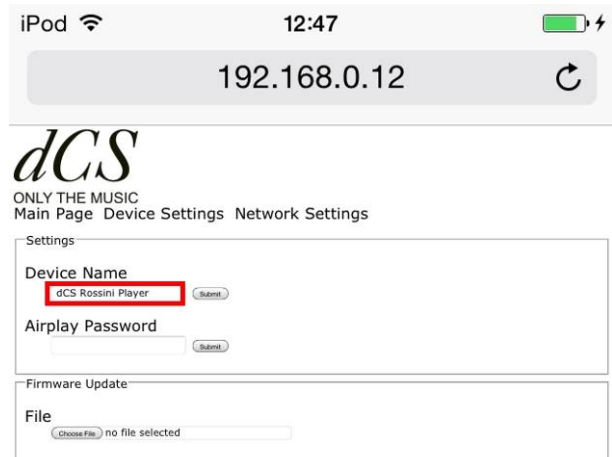 iPod 12:47
192.168.0.12
dCS
ONLY THE MUSIC
Main Page Device Settings Network Settings
Settings
Device Name
dCS Rossini Player Submit
Airplay Password
Submit
Firmware Update
File
Choose File no file selected